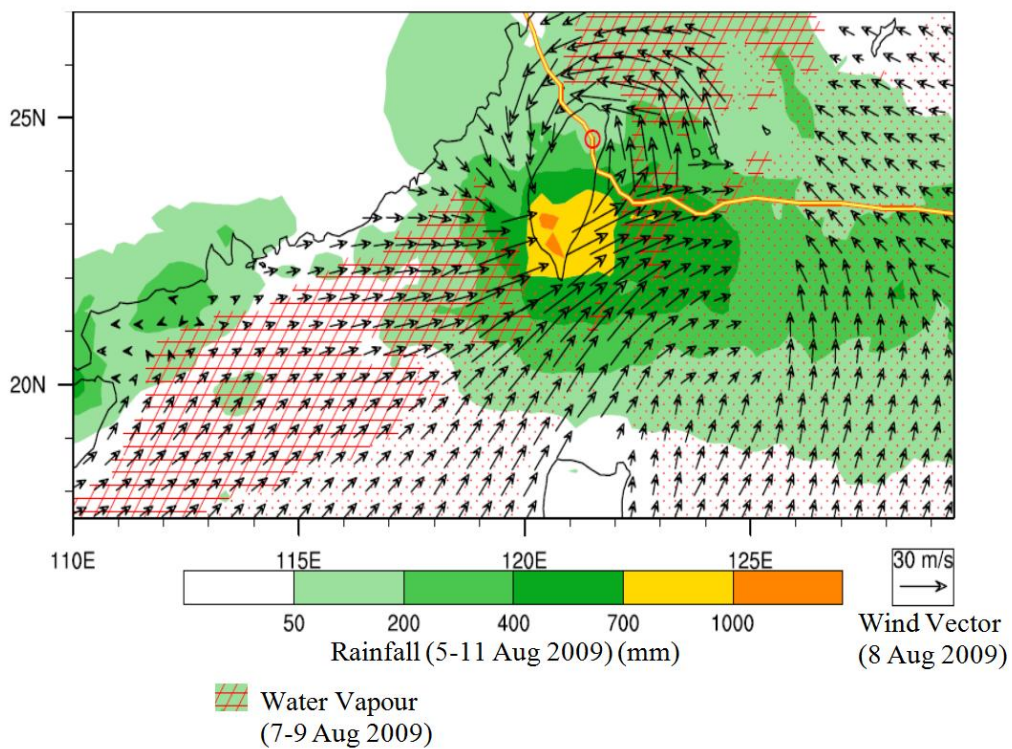 25N
20N
110E 115E 120E 125E
30 m/s
50 200 400 700 1000
Wind Vector
(8 Aug 2009)
Rainfall (5-11 Aug 2009) (mm)
Water Vapour
(7-9 Aug 2009)